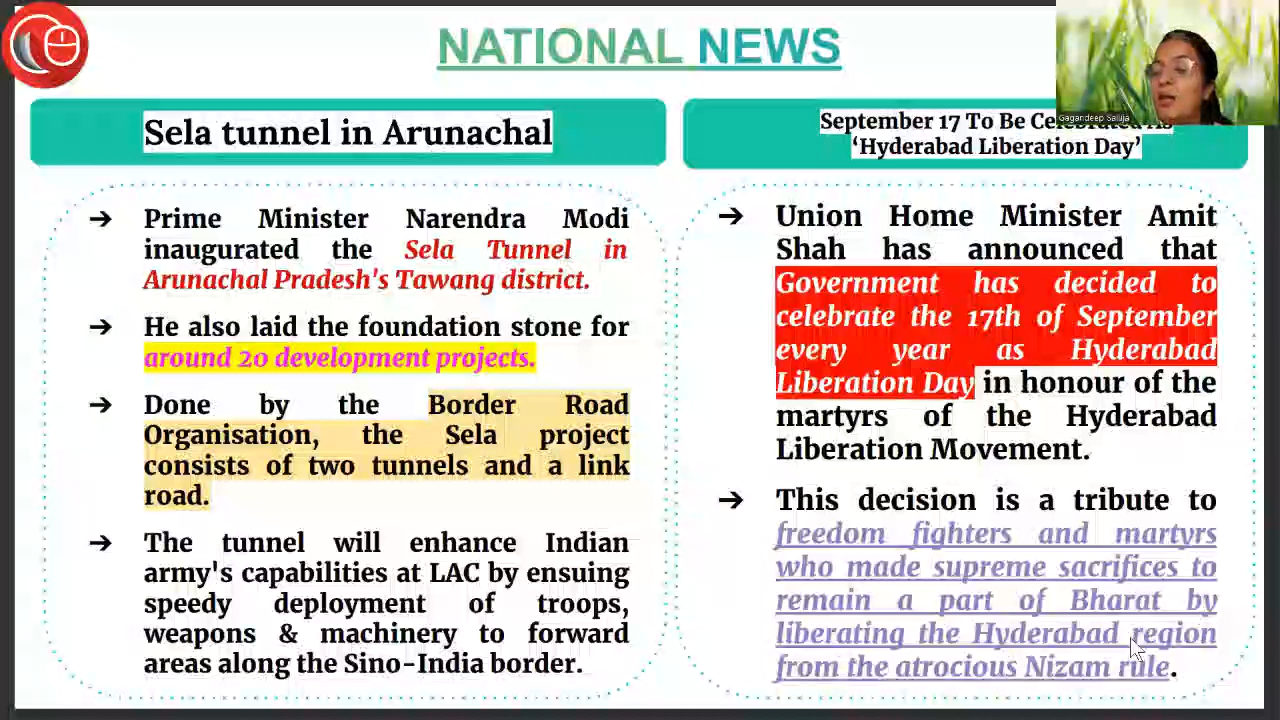 NATIONAL NEWS
Gagandeep Saluja
Sela tunnel in Arunachal
➔ Prime Minister Narendra Modi
inaugurated the Sela Tunnel in
Arunachal Pradesh's Tawang district.
➔ He also laid the foundation stone for
around 20 development projects.
➔ Done by the Border Road
Organisation, the Sela project
consists of two tunnels and a link
road.
➔ The tunnel will enhance Indian
army's capabilities at LAC by ensuing
speedy deployment of troops,
weapons & machinery to forward
areas along the Sino-India border.
September 17 To Be Celebrated As
‘Hyderabad Liberation Day’
➔ Union Home Minister Amit
Shah has announced that
Government has decided to
celebrate the 17th of September
every year as Hyderabad
Liberation Day in honour of the
martyrs of the Hyderabad
Liberation Movement.
➔ This decision is a tribute to
freedom fighters and martyrs
who made supreme sacrifices to
remain a part of Bharat by
liberating the Hyderabad region
from the atrocious Nizam rule.